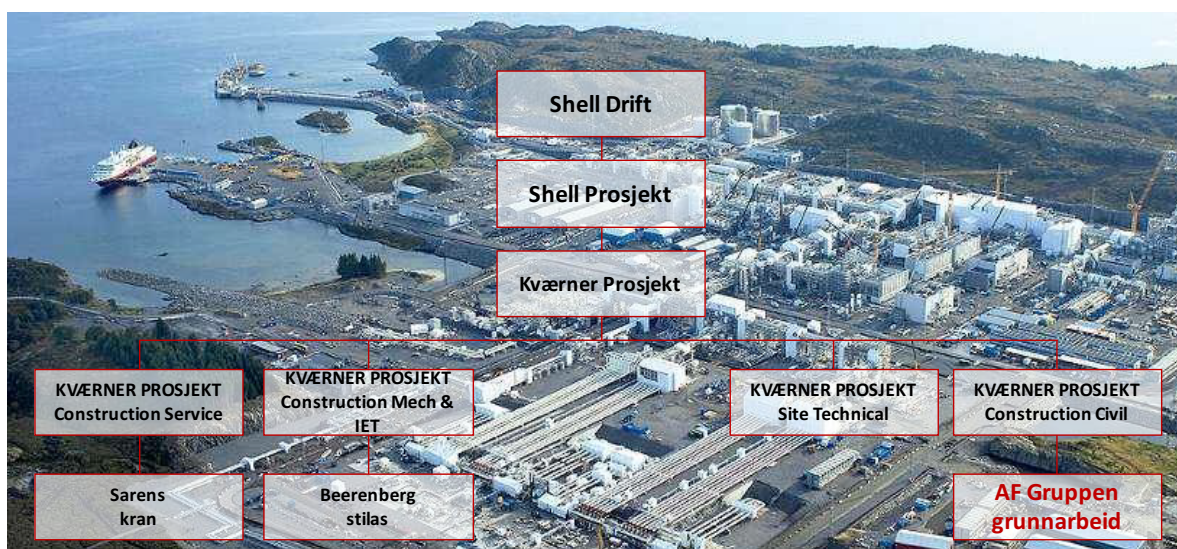 Shell Drift
Shell Prosjekt
Kværner Prosjekt
KVÆRNER PROSJEKT
Construction Service
KVÆRNER PROSJEKT
Construction Mech &
IET
KVÆRNER PROSJEKT
Site Technical
KVÆRNER PROSJEKT
Construction Civil
Sarens
kran
Beerenberg
stilas
AF Gruppen
grunnarbeid